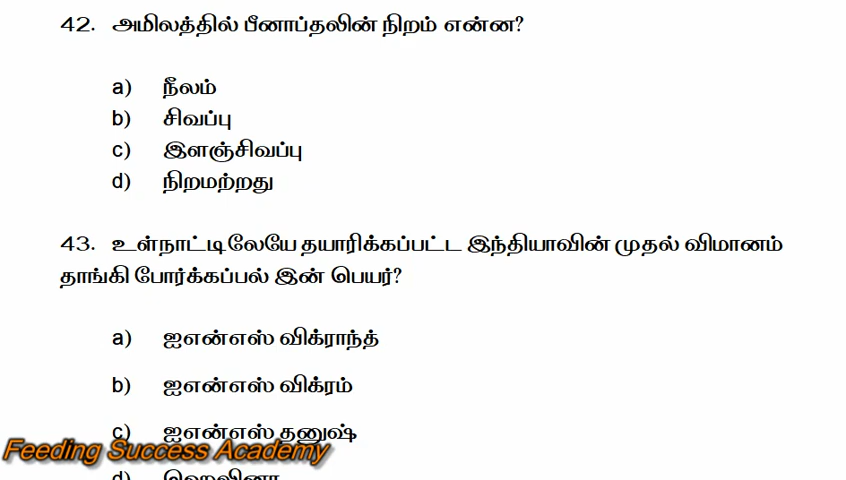 42. அமிலத்தில் பீனாப்தலின் நிறம் என்ன?
a) நீலம்
b) சிவப்பு
c) இளஞ்சிவப்பு
d) நிறமற்றது
43. உள்நாட்டிலேயே தயாரிக்கப்பட்ட இந்தியாவின் முதல் விமானம்
தாங்கி போர்க்கப்பல் இன் பெயர்?
a) ஐஎன்எஸ் விக்ராந்த்
b) ஐஎன்எஸ் விக்ரம்
c) ஐஎன்எஸ் தனுஷ்
Feeding Success Academy
d)